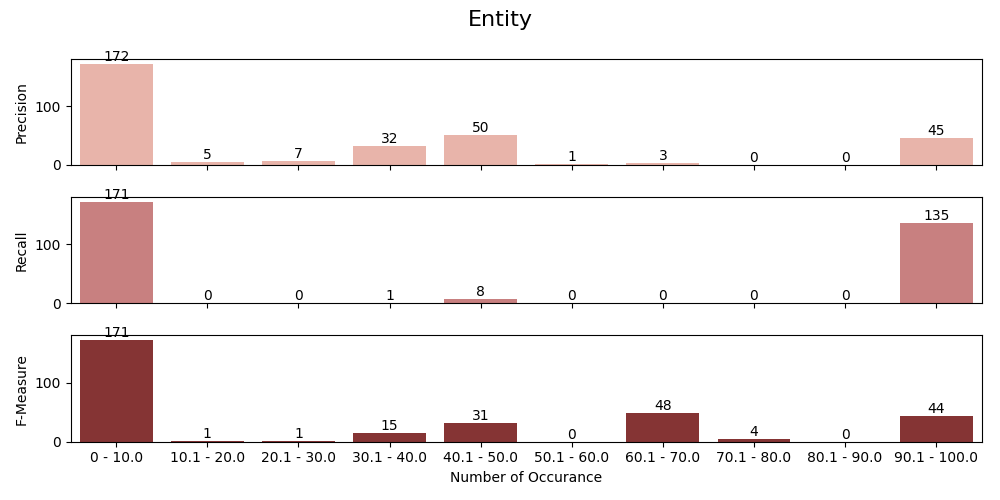 Entity
Precision
100
0
172
5
7
32
50
1
3
0
0
45
Recall
100
0
171
0
0
1
8
0
0
0
0
135
F-Measure
100
0
171
1
1
15
31
0
48
4
0
44
0 - 10.0
10.1 - 20.0
20.1 - 30.0
30.1 - 40.0
40.1 - 50.0
50.1 - 60.0
60.1 - 70.0
70.1 - 80.0
80.1 - 90.0
90.1 - 100.0
Number of Occurance